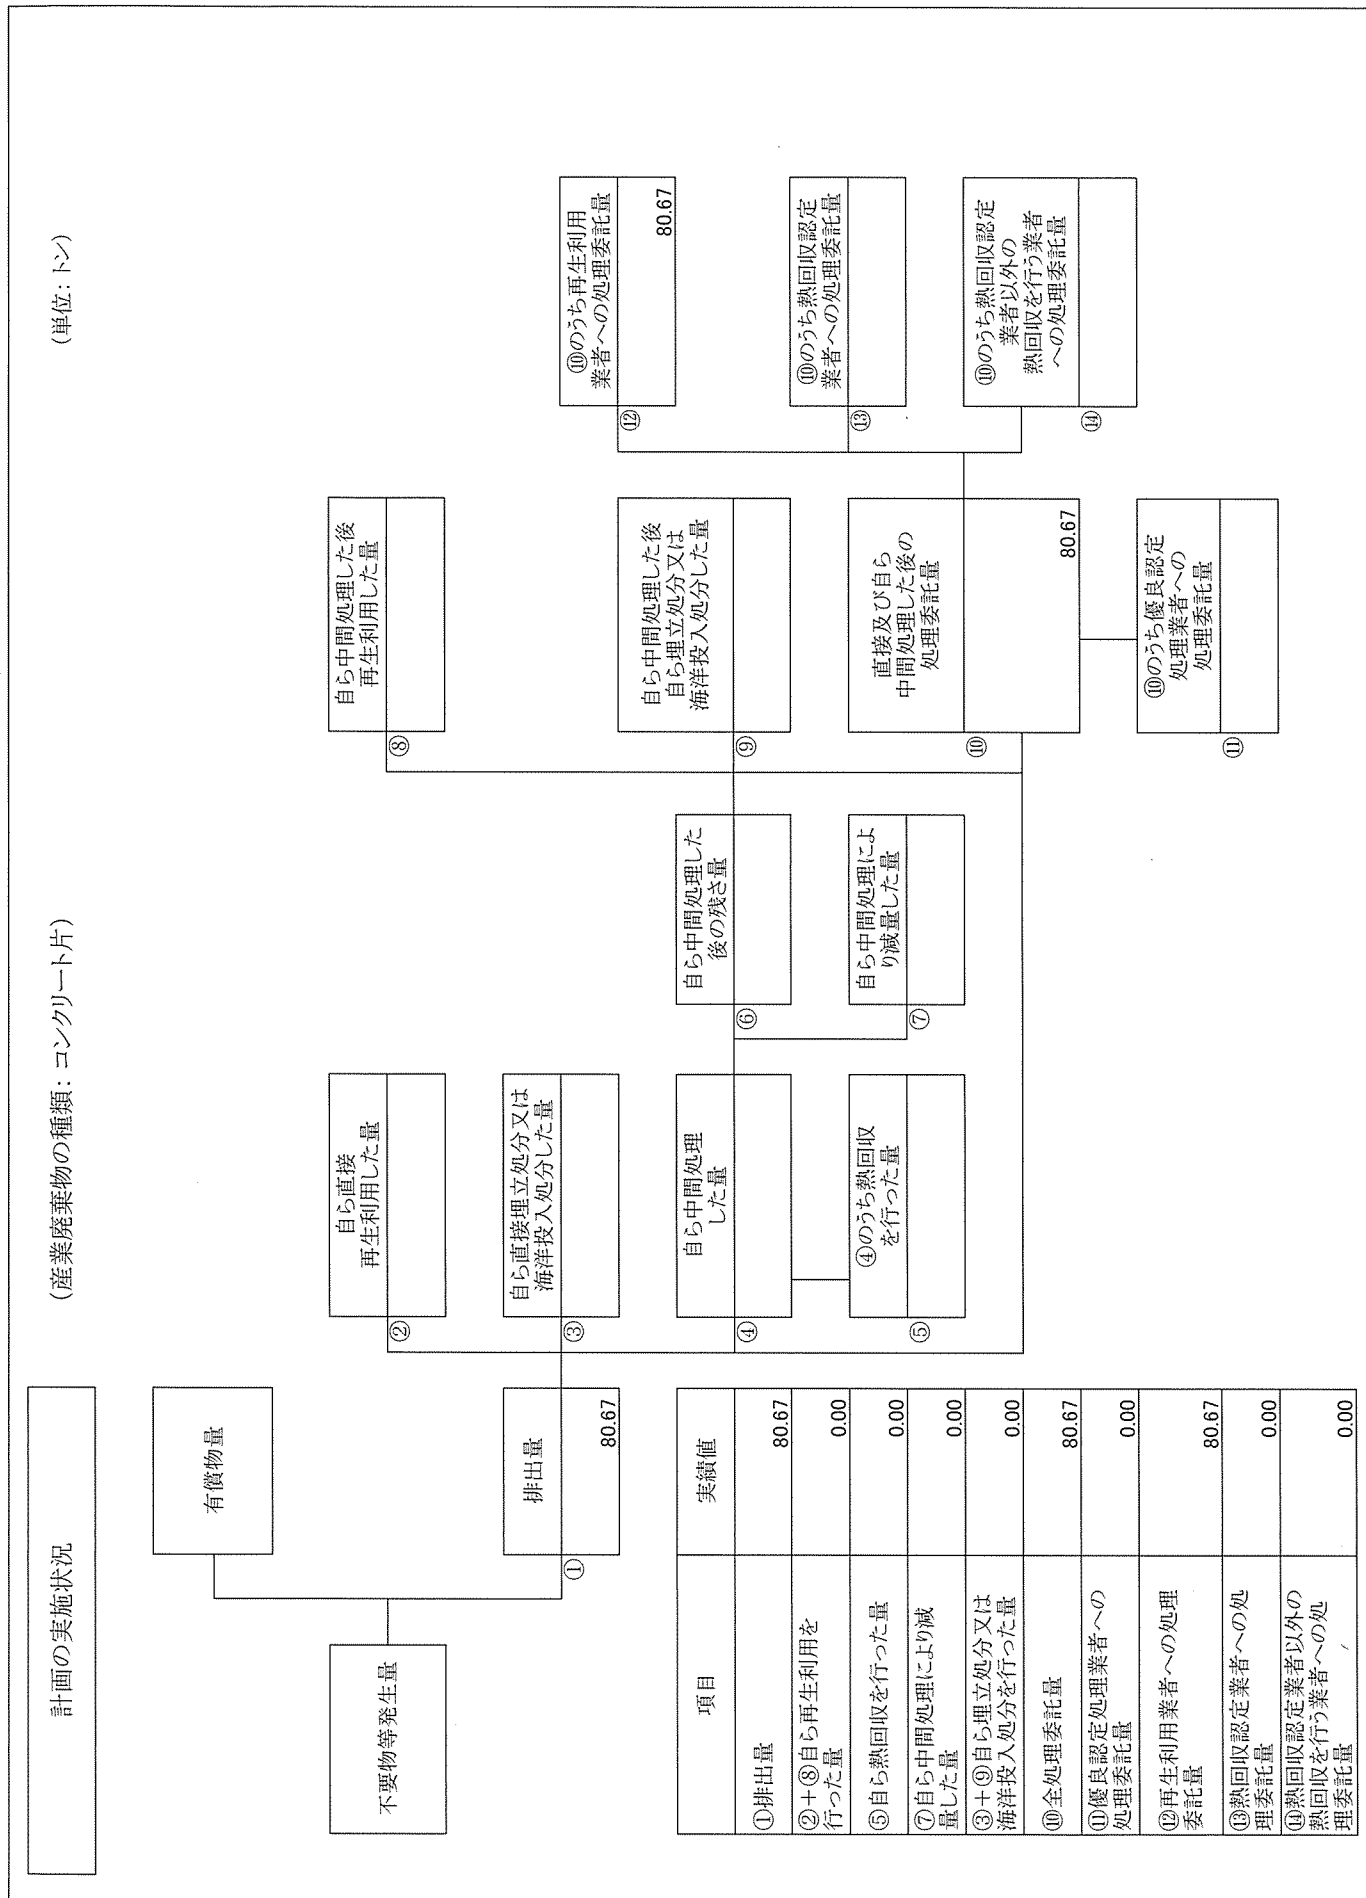 計画の実施状況
(産業廃棄物の種類: コンクリート片)
(単位: トン)
不要物等発生量
有償物量
①
排出量
80.67
②
自ら直接
再生利用した量
③
自ら直接埋立処分又は
海洋投入処分した量
④
自ら中間処理
した量
⑤
④のうち熱回収
を行った量
⑥
自ら中間処理した
後の残さ量
⑦
自ら中間処理によ
り減量した量
⑧
自ら中間処理した後
再生利用した量
⑨
自ら中間処理した後
自ら埋立処分又は
海洋投入処分した量
⑩
直接及び自ら
中間処理した後の
処理委託量
80.67
⑪
⑩のうち優良認定
処理業者への
処理委託量
⑫
⑩のうち再生利用
業者への処理委託量
80.67
⑬
⑩のうち熱回収認定
業者への処理委託量
⑭
⑩のうち熱回収認定
業者以外の
熱回収を行う業者
への処理委託量
項目 実績値
①排出量 80.67
②+⑧自ら再生利用を
行った量 0.00
⑤自ら熱回収を行った量 0.00
⑦自ら中間処理により減
量した量 0.00
③+⑨自ら埋立処分又は
海洋投入処分を行った量 0.00
⑩全処理委託量 80.67
⑪優良認定処理業者への
処理委託量 0.00
⑫再生利用業者への処理
委託量 80.67
⑬熱回収認定業者への処
理委託量 0.00
⑭熱回収認定業者以外の
熱回収を行う業者への処
理委託量 0.00